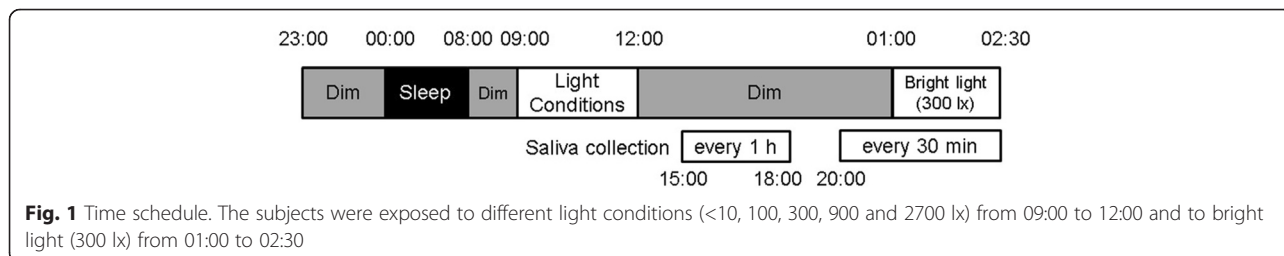 23:00 00:00 08:00 09:00 12:00 01:00 02:30
Dim Sleep Dim Light Conditions Dim Bright light (300 lx)
Saliva collection every 1 h every 30 min
15:00 18:00 20:00
Fig. 1 Time schedule. The subjects were exposed to different light conditions (<10, 100, 300, 900 and 2700 lx) from 09:00 to 12:00 and to bright
light (300 lx) from 01:00 to 02:30